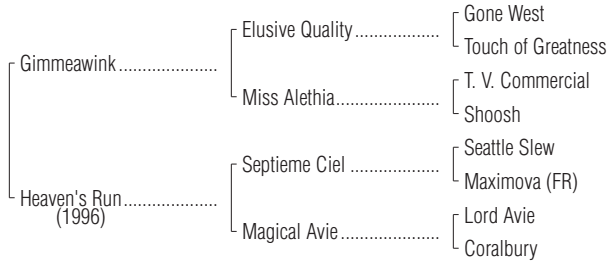 Gone West
Elusive Quality...................
Touch of Greatness
Gimmeawink......................
T. V. Commercial
Miss Alethia.......................
Shoosh
Seattle Slew
Septieme Ciel ....................
Maximova (FR)
Heaven's Run.....................
(1996)
Lord Avie
Magical Avie......................
Coralbury